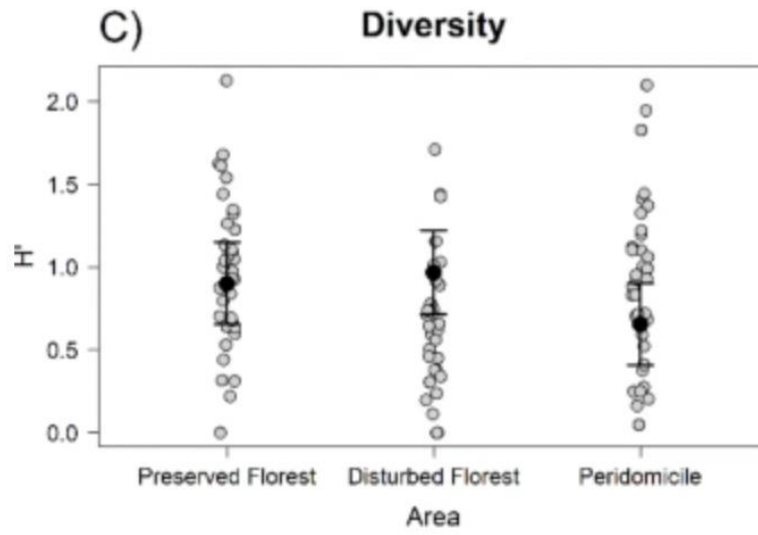 C)
Diversity
H'
2.0
1.5
1.0
0.5
0.0
Preserved Florest
Disturbed Florest
Peridomicile
Area